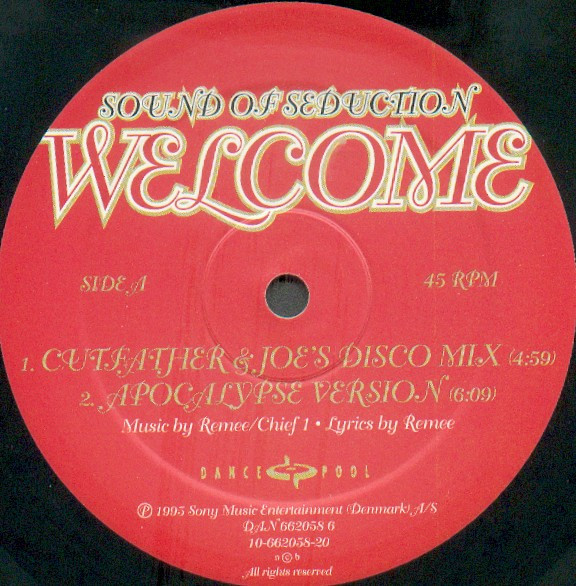 SOUND OF SEDUCTION
WELCOME
SIDE A
45 RPM
1. CUTFATHER & JOE'S DISCO MIX (4:59)
2. APOCALYPSE VERSION (6:09)
Music by Remee/Chief 1 • Lyrics by Remee
DANCE POOL
℗ 1995 Sony Music Entertainment (Denmark) A/S
DAN 662058 6
10-662058-20
n©b
All rights reserved